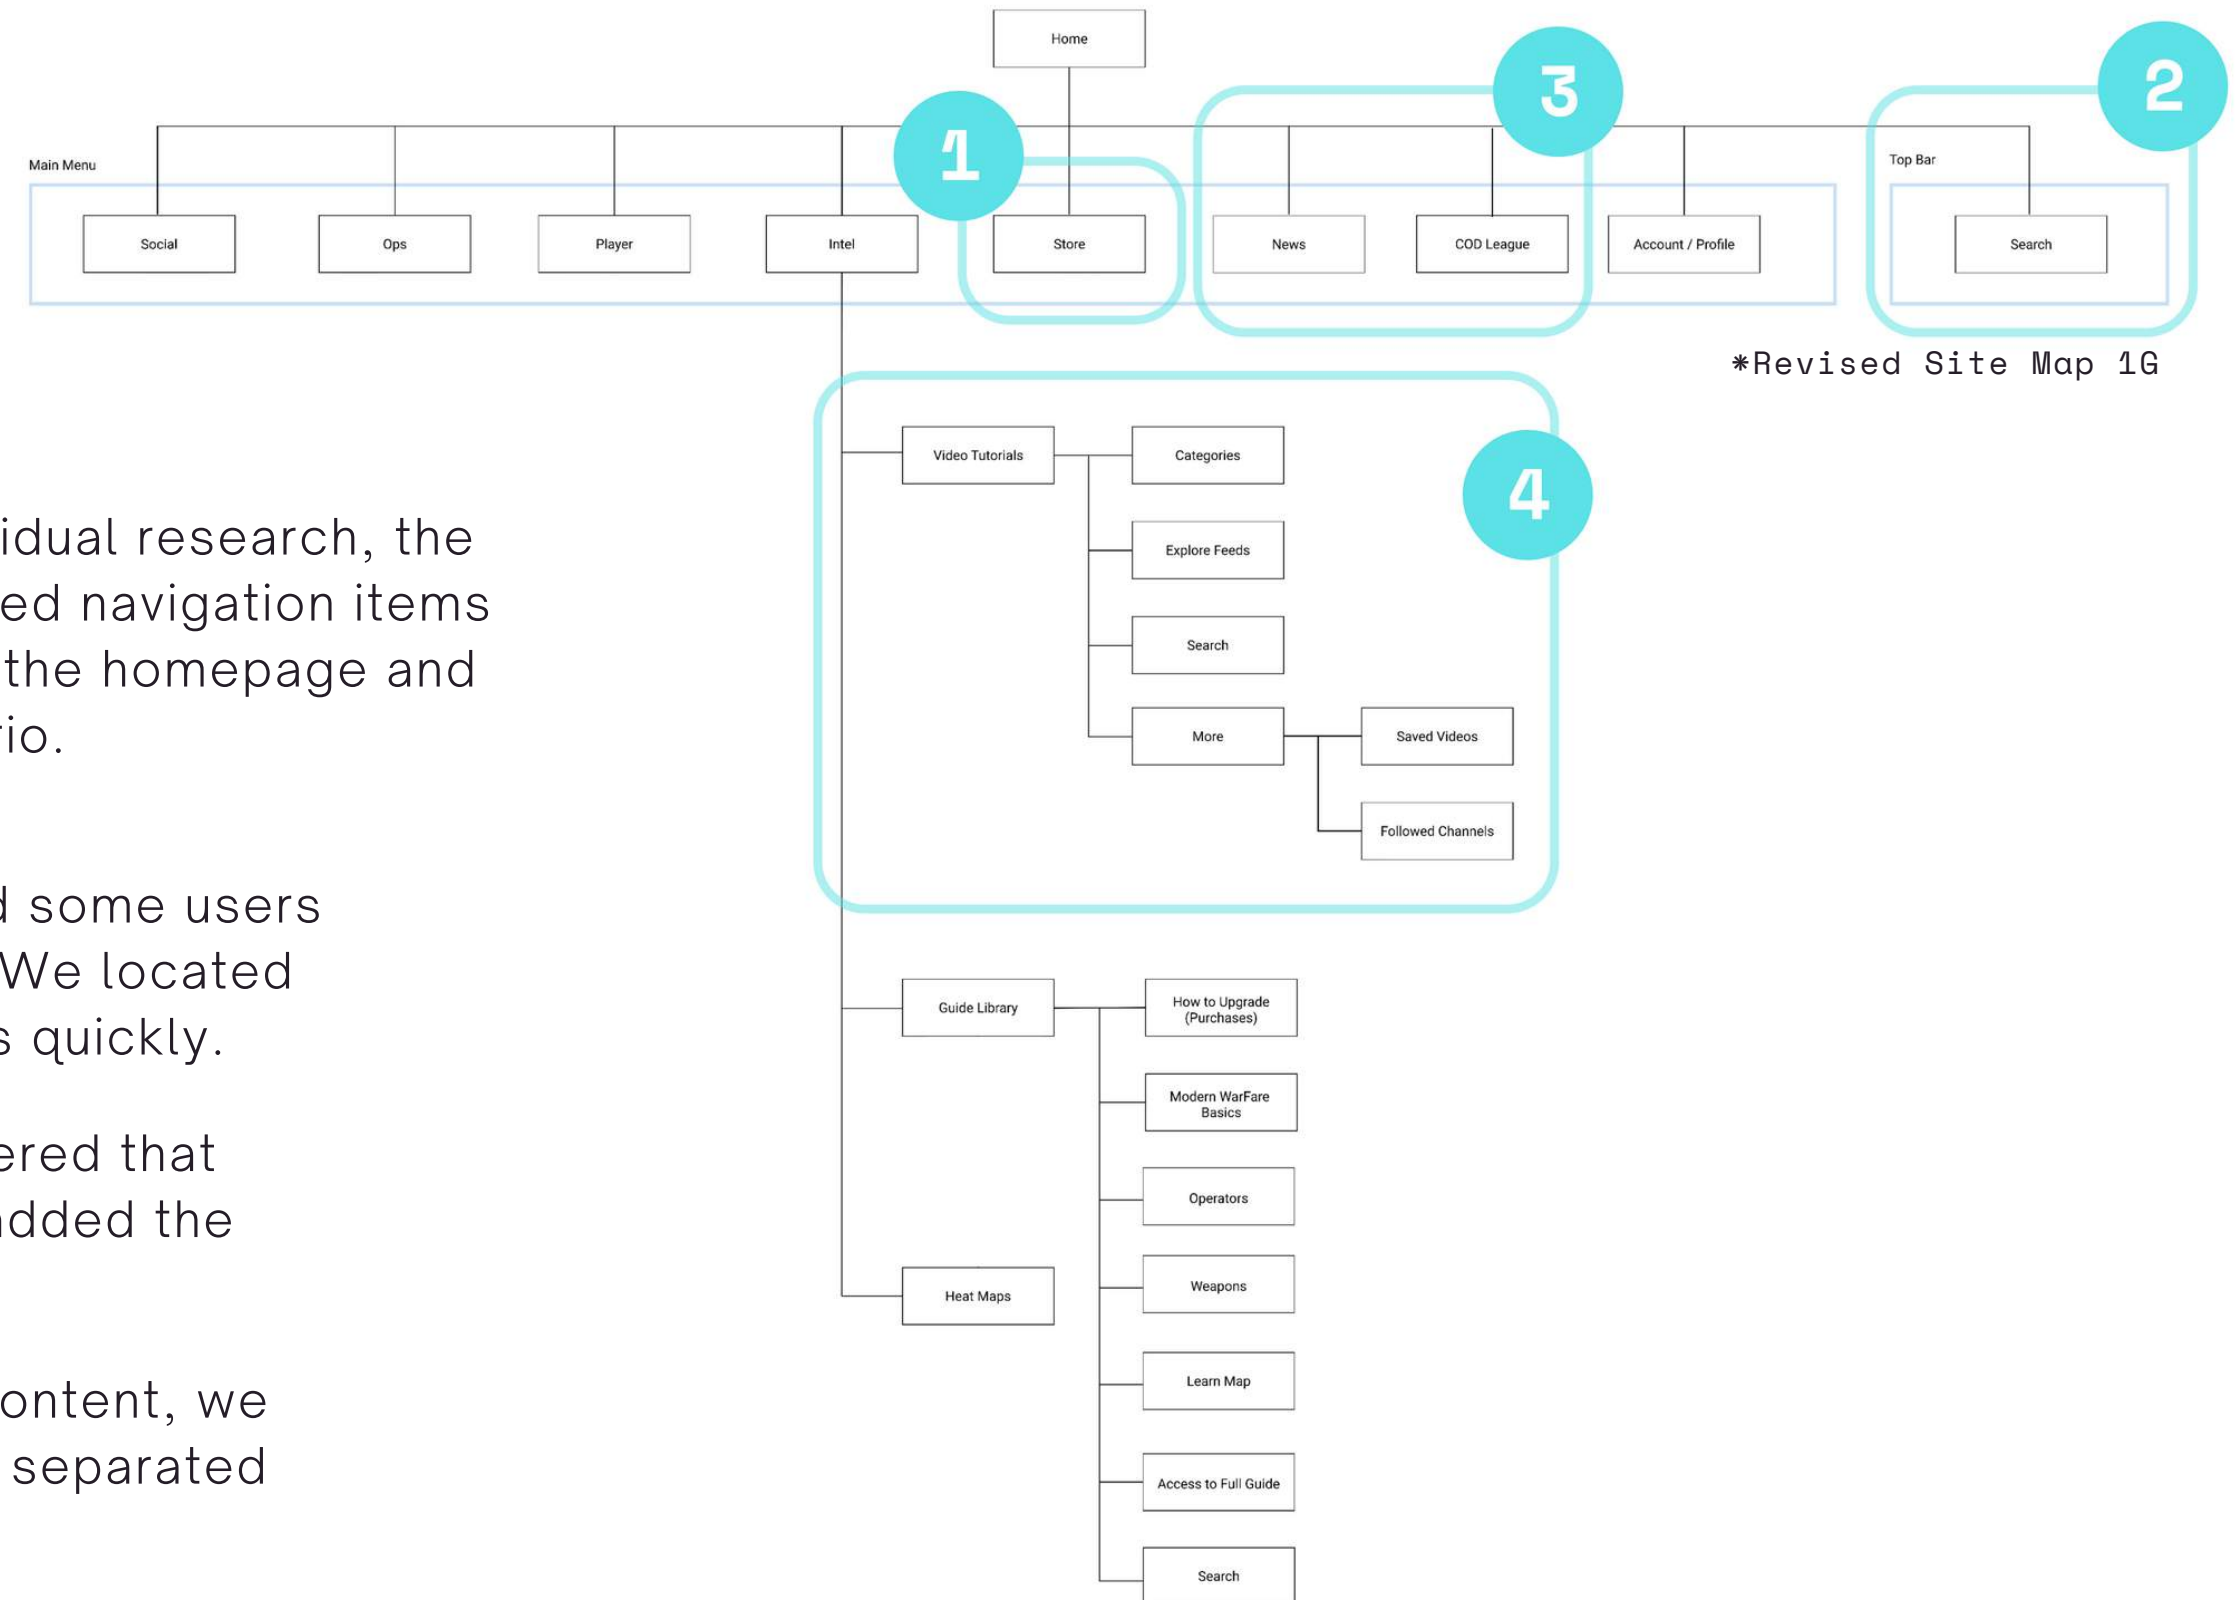 Home
1
3
2
Main Menu
Top Bar
Social
Ops
Player
Intel
Store
News
COD League
Account / Profile
Search
*Revised Site Map 1G
4
Video Tutorials
Categories
Explore Feeds
Search
More
Saved Videos
Followed Channels
Guide Library
How to Upgrade
(Purchases)
Modern WarFare
Basics
Operators
Weapons
Heat Maps
Learn Map
Access to Full Guide
Search
idual research, the
ed navigation items
the homepage and
rio.
d some users
We located
s quickly.
ered that
added the
ontent, we
separated